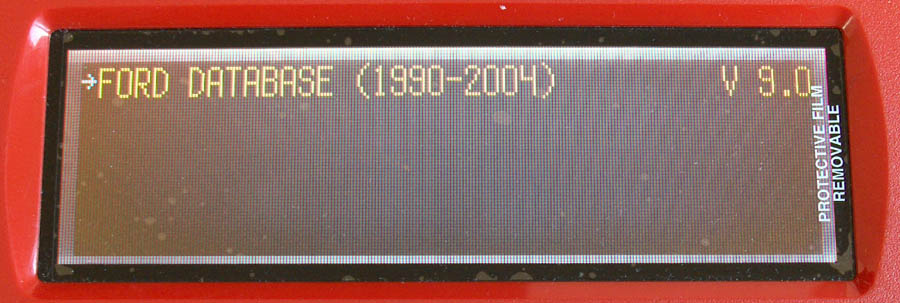 →FORD DATABASE (1990-2004) V 9.0
PROTECTIVE FILM
REMOVABLE